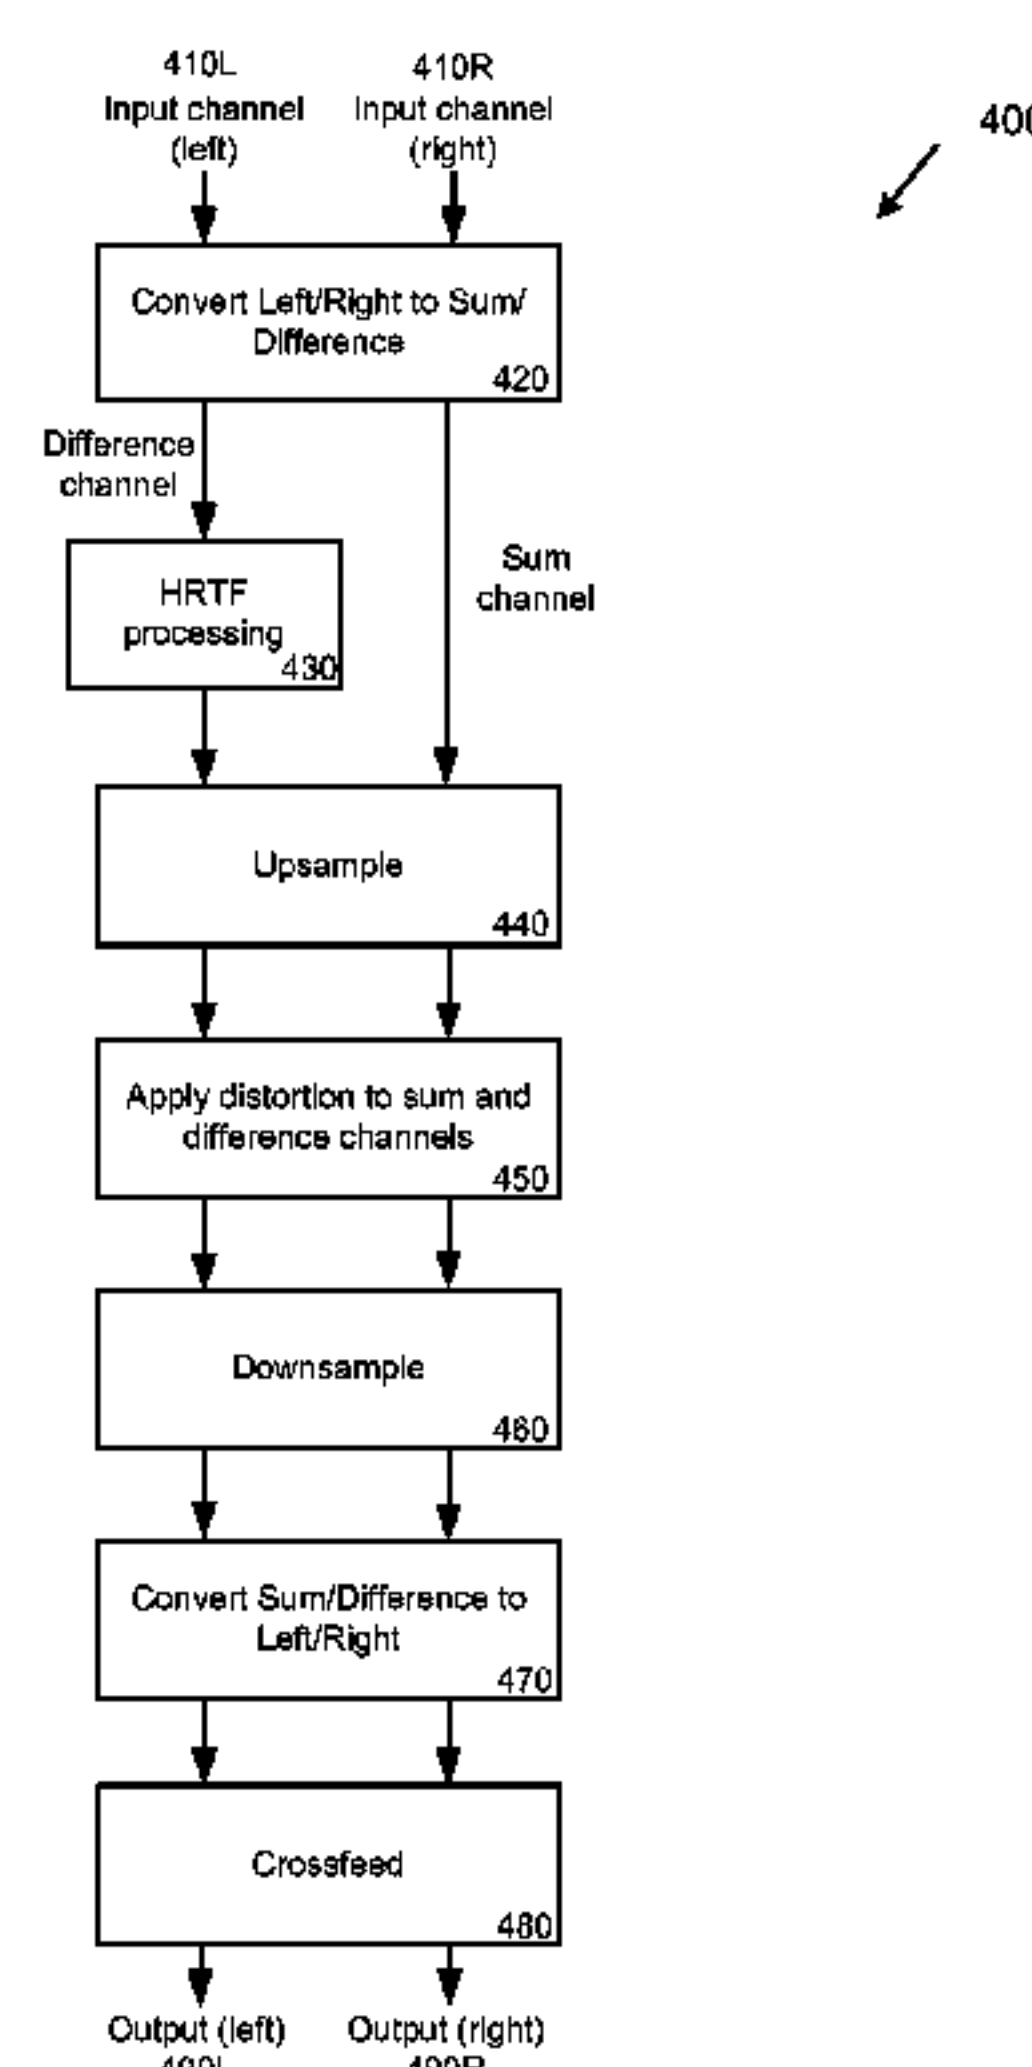 410L
Input channel
(left)
410R
Input channel
(right)
400
Convert Left/Right to Sum/
Difference
420
Difference
channel
Sum
channel
HRTF
processing
430
Upsample
440
Apply distortion to sum and
difference channels
450
Downsample
460
Convert Sum/Difference to
Left/Right
470
Crossfeed
480
Output (left)
Output (right)